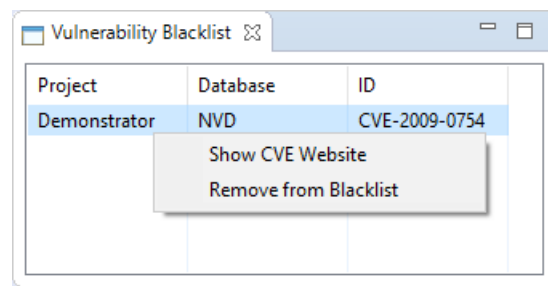 Vulnerability Blacklist
Project Database ID
Demonstrator NVD CVE-2009-0754
Show CVE Website
Remove from Blacklist